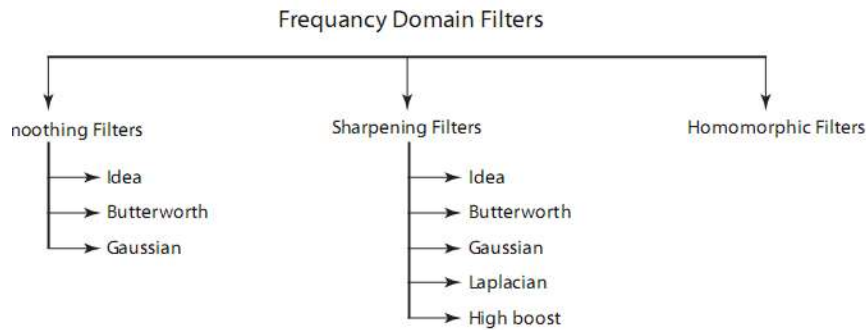 Frequancy Domain Filters
noothing Filters
Sharpening Filters
Homomorphic Filters
Idea
Butterworth
Gaussian
Idea
Butterworth
Gaussian
Laplacian
High boost